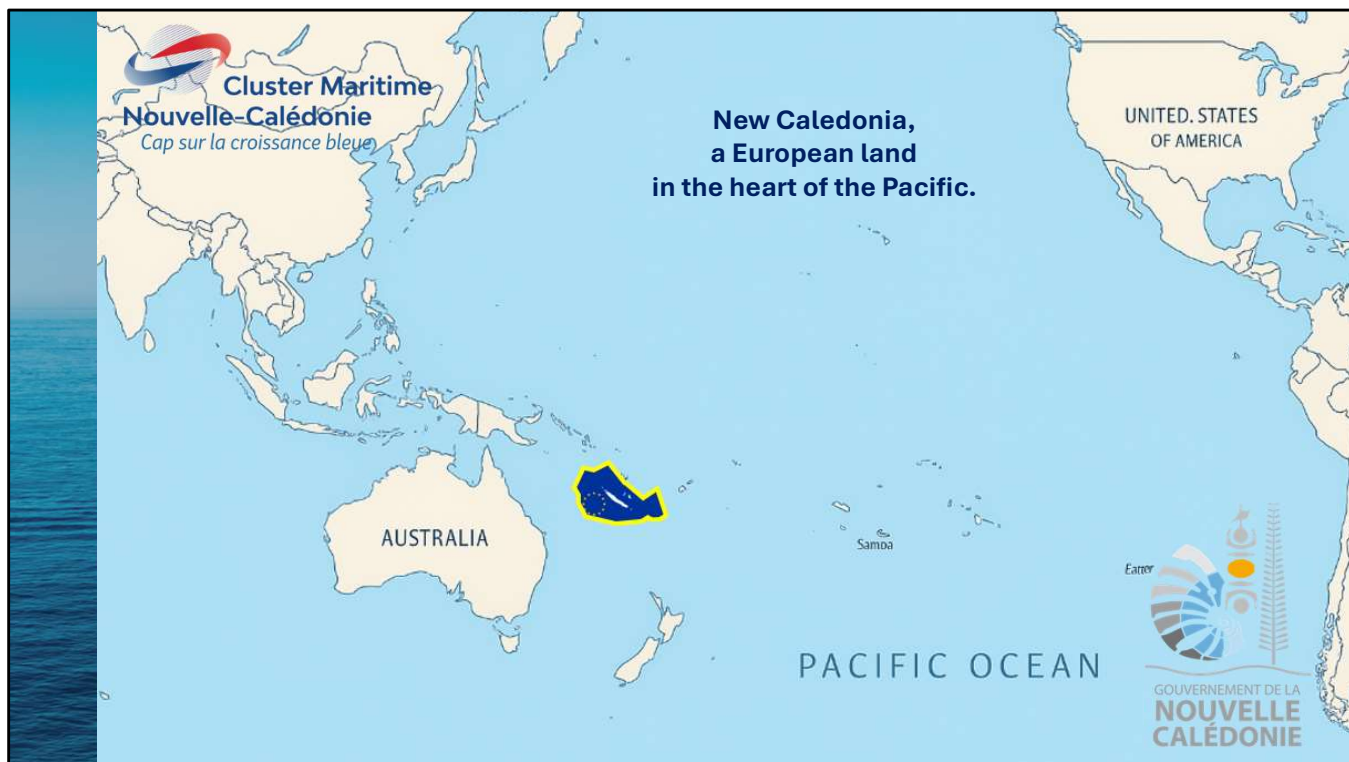 Cluster Maritime
Nouvelle-Calédonie
Cap sur la croissance bleue
New Caledonia,
a European land
in the heart of the Pacific.
UNITED. STATES
OF AMERICA
AUSTRALIA
Samoa
Eatter
PACIFIC OCEAN
GOUVERNEMENT DE LA
NOUVELLE
CALÉDONIE